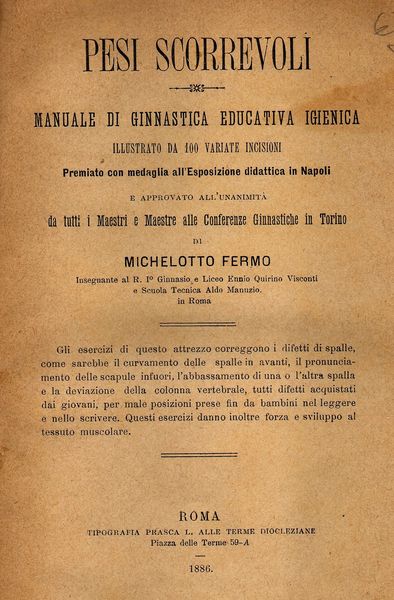 PESI SCORREVOLI
MANUALE DI GINNASTICA EDUCATIVA IGIENICA
ILLUSTRATO DA 100 VARIATE INCISIONI
Premiato con medaglia all'Esposizione didattica in Napoli
E APPROVATO ALL'UNANIMITÀ
da tutti i Maestri e Maestre alle Conferenze Ginnastiche in Torino
DI
MICHELOTTO FERMO
Insegnante al R. I° Ginnasio e Liceo Ennio Quirino Visconti
e Scuola Tecnica Aldo Manuzio.
in Roma
Gli esercizi di questo attrezzo correggono i difetti di spalle,
come sarebbe il curvamento delle spalle in avanti, il pronuncia-
mento delle scapule infuori, l'abbassamento di una o l'altra spalla
e la deviazione della colonna vertebrale, tutti difetti acquistati
dai giovani, per male posizioni prese fin da bambini nel leggere
e nello scrivere. Questi esercizi danno inoltre forza e sviluppo al
tessuto muscolare.
ROMA
TIPOGRAFIA PRASCA L. ALLE TERME DIOCLEZIANE
Piazza delle Terme 59-A
1886.